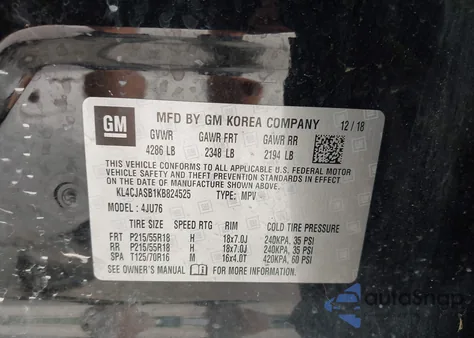 GM
MFD BY GM KOREA COMPANY 12/18
GVWR GAWR FRT GAWR RR
4286 LB 2348 LB 2194 LB
THIS VEHICLE CONFORMS TO ALL APPLICABLE U.S. FEDERAL MOTOR
VEHICLE SAFETY AND THEFT PREVENTION STANDARDS IN EFFECT
ON THE DATE OF MANUFACTURE SHOWN ABOVE.
KL4CJASB1KB824525 TYPE: MPV
MODEL: 4JU76
TIRE SIZE SPEED RTG RIM COLD TIRE PRESSURE
FRT P215/55R18 H 18x7.0J 240KPA, 35 PSI
RR P215/55R18 H 18x7.0J 240KPA, 35 PSI
SPA T125/70R16 M 16x4.0T 420KPA, 60 PSI
SEE OWNER'S MANUAL FOR MORE INFORMATION
autoSnap